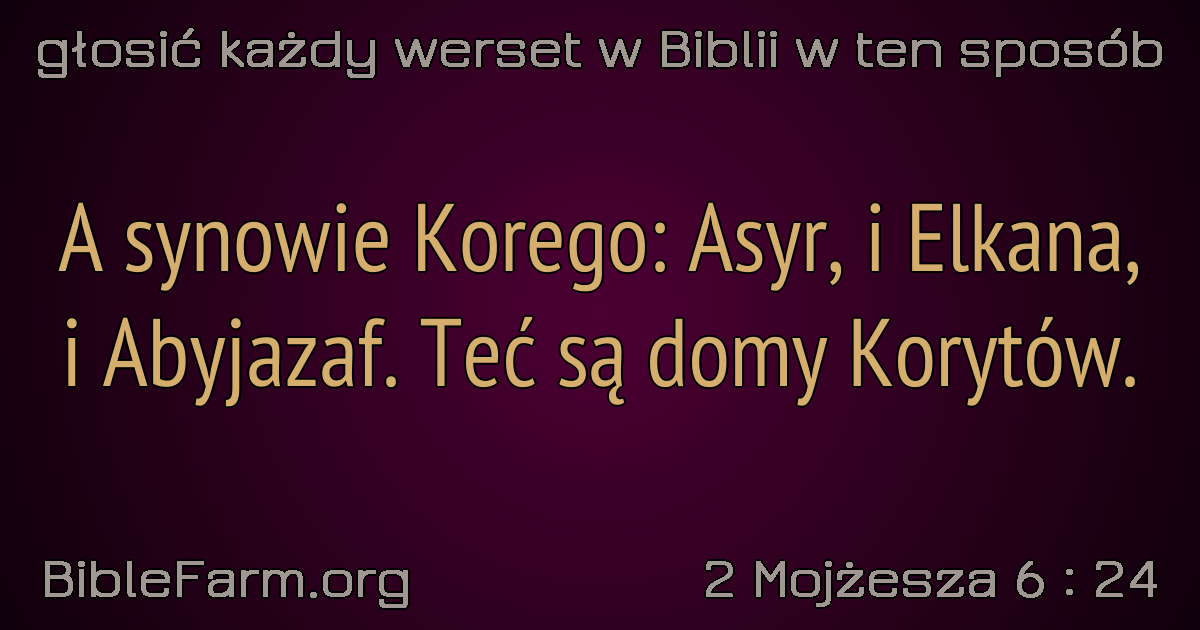 głosić każdy werset w Biblii w ten sposób
A synowie Korego: Asyr, i Elkana,
i Abyjazaf. Teć są domy Korytów.
BibleFarm.org
2 Mojżesza 6 : 24